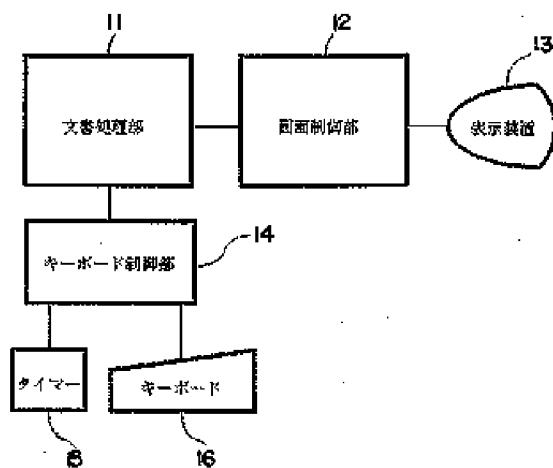 11
12
13
文書処理部
画面制御部
表示装置
キーボード制御部
14
タイマー
キーボード
16